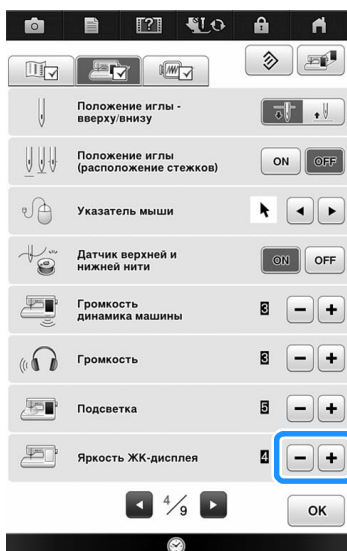 Положение иглы -
вверху/внизу
Положение иглы
(расположение стежков)
ON OFF
Указатель мыши
Датчик верхней и
нижней нити
ON OFF
Громкость
динамика машины
3 - +
Громкость
3 - +
Подсветка
5 - +
Яркость ЖК-дисплея
4 - +
4/9
OK